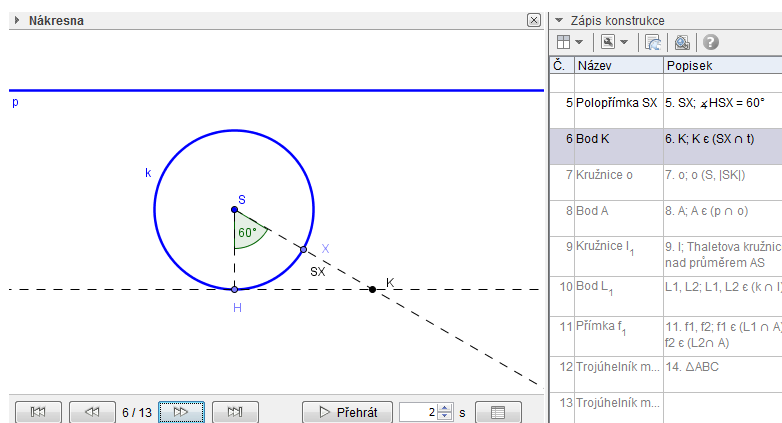 Nákresna
p
k
S
60°
X
SX
K
H
6 / 13
Přehrát
2
s
Zápis konstrukce
Č. Název Popisek
5 Polopřímka SX 5. SX; ∡HSX = 60°
6 Bod K 6. K; K ϵ (SX ∩ t)
7 Kružnice o 7. o; o (S, |SK|)
8 Bod A 8. A; A ϵ (p ∩ o)
9 Kružnice l₁ 9. l; Thaletova kružnic
nad průměrem AS
10 Bod L₁ L1, L2; L1, L2 ϵ (k ∩ l)
11 Přímka f₁ 11. f1, f2; f1 ϵ (L1 ∩ A)
f2 ϵ (L2∩ A)
12 Trojúhelník m... 14. ΔABC
13 Trojúhelník m...